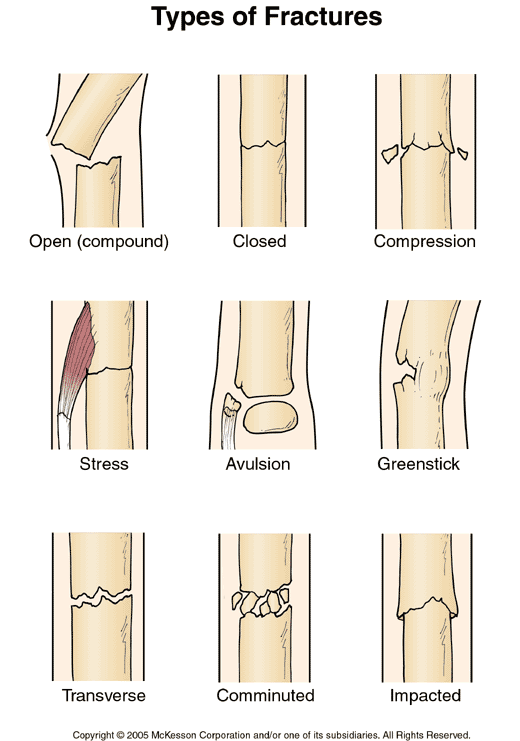 Types of Fractures
Open (compound)
Closed
Compression
Stress
Avulsion
Greenstick
Transverse
Comminuted
Impacted
Copyright © 2005 McKesson Corporation and/or one of its subsidiaries. All Rights Reserved.